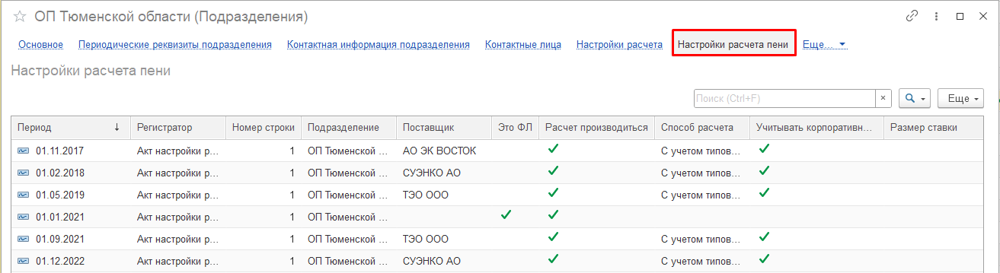 ОП Тюменской области (Подразделения)
Основное Периодические реквизиты подразделения Контактная информация подразделения Контактные лица Настройки расчета Настройки расчета пени Еще...
Настройки расчета пени
Поиск (Ctrl+F) × Еще
Период ↓ Регистратор Номер строки Подразделение Поставщик Это ФЛ Расчет производиться Способ расчета Учитывать корпоративн... Размер ставки
01.11.2017 Акт настройки р... 1 ОП Тюменской ... АО ЭК ВОСТОК С учетом типов...
01.02.2018 Акт настройки р... 1 ОП Тюменской ... СУЭНКО АО С учетом типов...
01.05.2019 Акт настройки р... 1 ОП Тюменской ... ТЭО ООО С учетом типов...
01.01.2021 Акт настройки р... 1 ОП Тюменской ...
01.09.2021 Акт настройки р... 1 ОП Тюменской ... ТЭО ООО С учетом типов...
01.12.2022 Акт настройки р... 1 ОП Тюменской ... СУЭНКО АО С учетом типов...